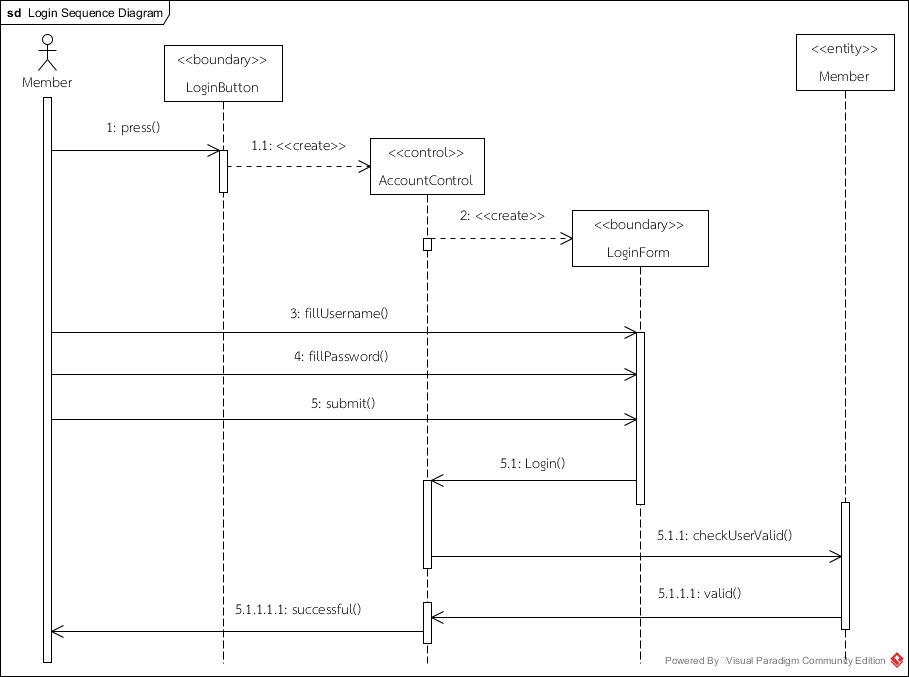 sd Login Sequence Diagram
Member
<<boundary>>
LoginButton
<<entity>>
Member
1: press()
1.1: <<create>>
<<control>>
AccountControl
2: <<create>>
<<boundary>>
LoginForm
3: fillUsername()
4: fillPassword()
5: submit()
5.1: Login()
5.1.1: checkUserValid()
5.1.1.1: valid()
5.1.1.1.1: successful()
Powered By Visual Paradigm Community Edition